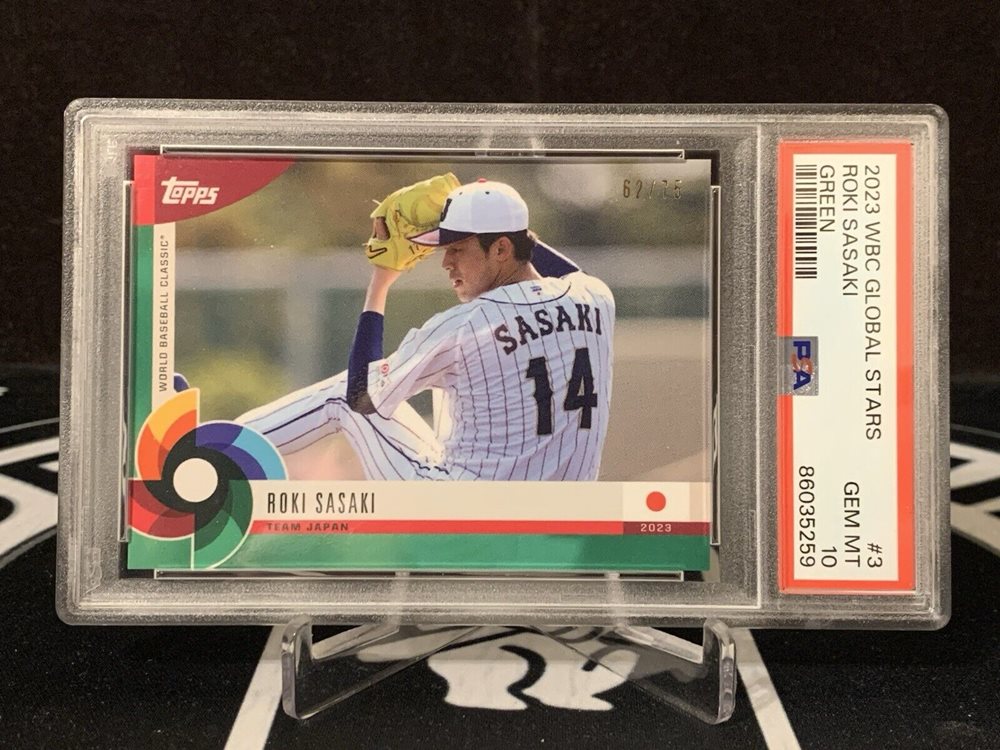 TOPPS
62/75
WORLD BASEBALL CLASSIC®
SASAKI
14
ROKI SASAKI
TEAM JAPAN
2023
2023 WBC GLOBAL STARS #3
ROKI SASAKI GEM MT
GREEN 10
PSA 86035259